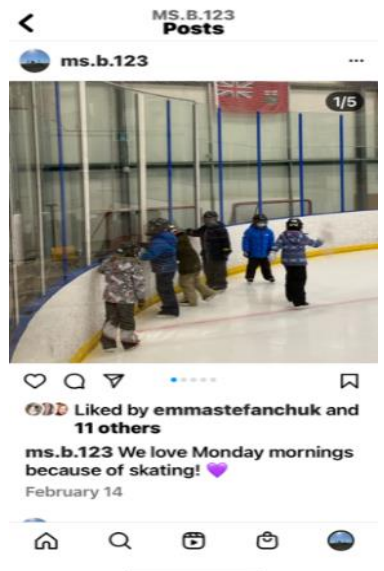 MS.B.123
Posts
ms.b.123
1/5
Liked by emmastefanchuk and
11 others
ms.b.123 We love Monday mornings
because of skating! 💜
February 14